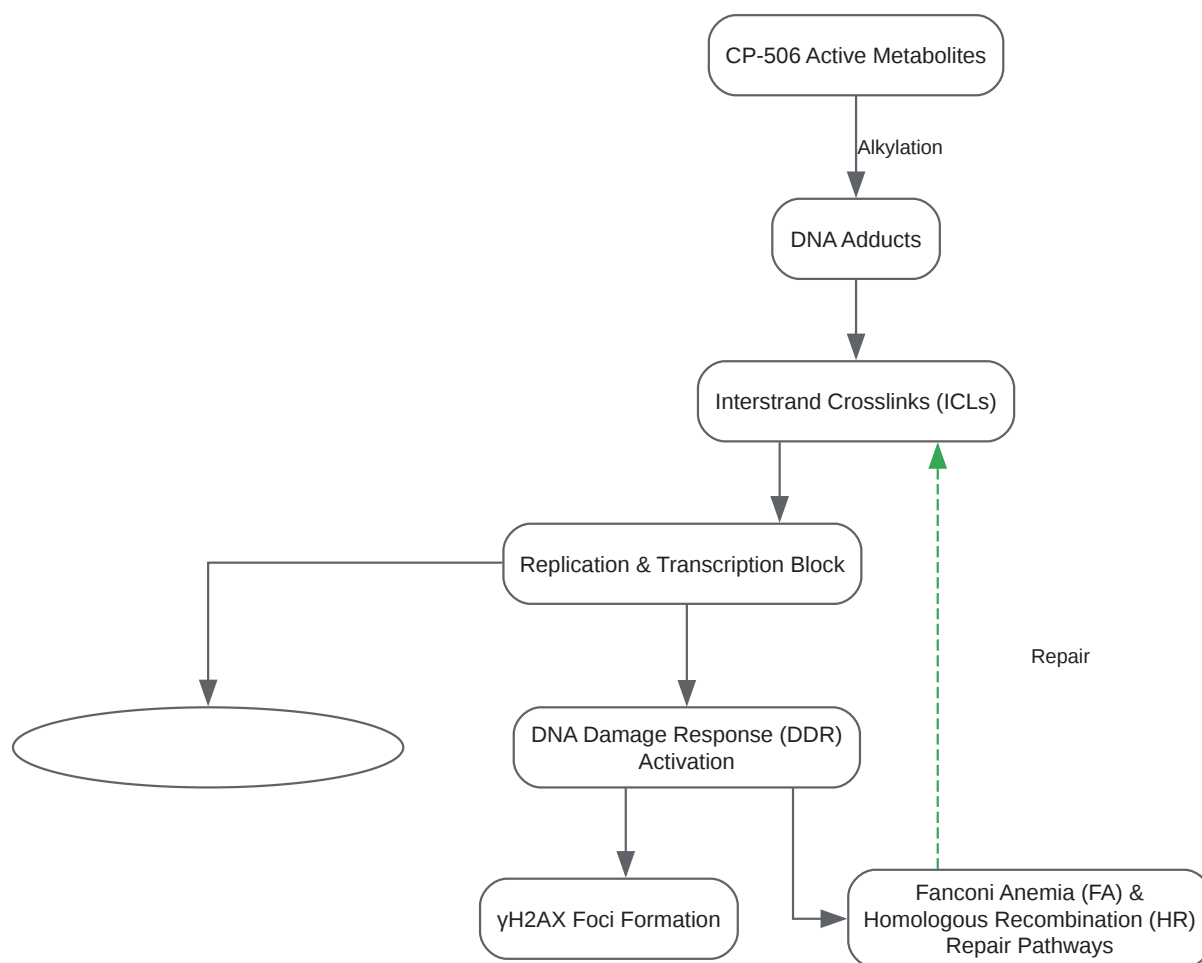 CP-506 Active Metabolites
Alkylation
DNA Adducts
Interstrand Crosslinks (ICLs)
Replication & Transcription Block
Repair
DNA Damage Response (DDR)
Activation
γH2AX Foci Formation
Fanconi Anemia (FA) &
Homologous Recombination (HR)
Repair Pathways